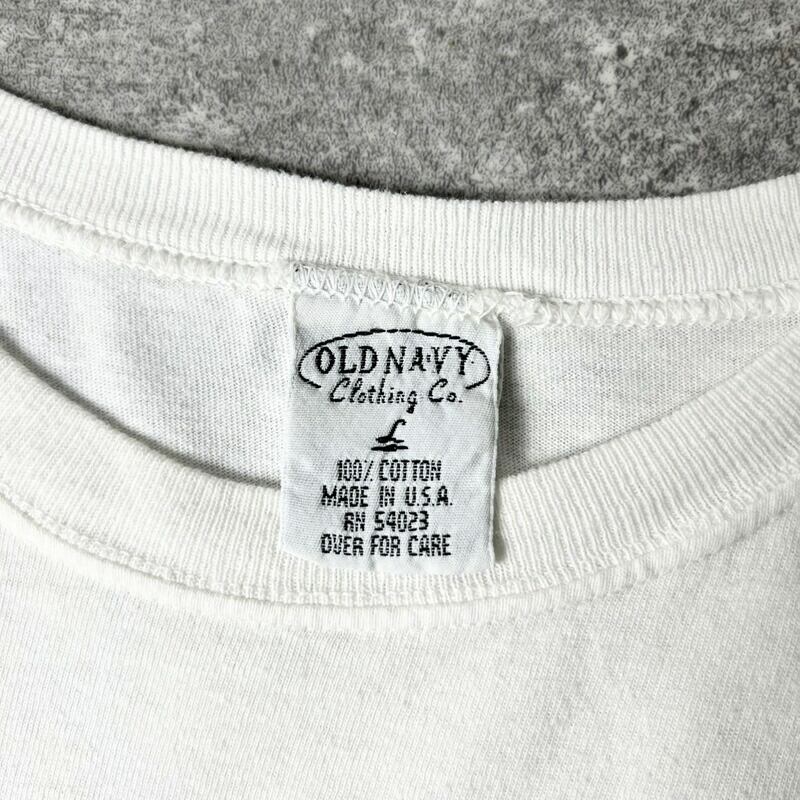 OLD NAVY
Clothing Co.
L
100% COTTON
MADE IN U.S.A.
RN 54023
OVER FOR CARE